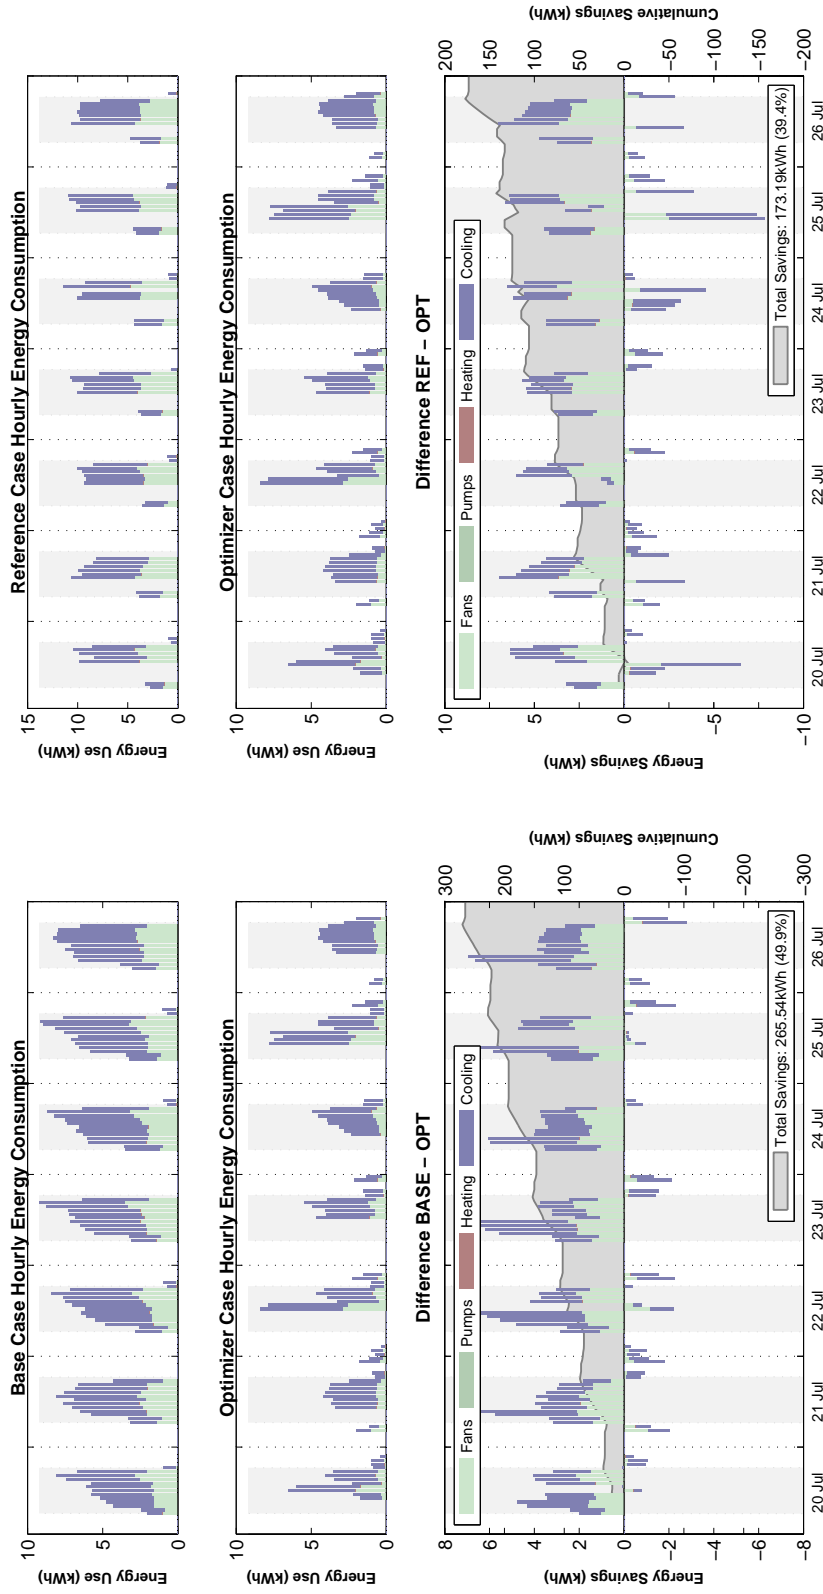 Base Case Hourly Energy Consumption
Energy Use (kWh)
15
10
5
0
Optimizer Case Hourly Energy Consumption
Energy Use (kWh)
10
5
0
Difference BASE – OPT
Energy Savings (kWh)
8
6
4
2
0
−2
−4
−6
−8
Fans Pumps Heating Cooling
Total Savings: 265.54kWh (49.9%)
Cumulative Savings (kWh)
300
200
100
0
−100
−200
−300
20 Jul 21 Jul 22 Jul 23 Jul 24 Jul 25 Jul 26 Jul
Reference Case Hourly Energy Consumption
Energy Use (kWh)
15
10
5
0
Optimizer Case Hourly Energy Consumption
Energy Use (kWh)
10
5
0
Difference REF – OPT
Energy Savings (kWh)
10
5
0
−5
−10
Fans Pumps Heating Cooling
Total Savings: 173.19kWh (39.4%)
Cumulative Savings (kWh)
200
150
100
50
0
−50
−100
−150
−200
20 Jul 21 Jul 22 Jul 23 Jul 24 Jul 25 Jul 26 Jul